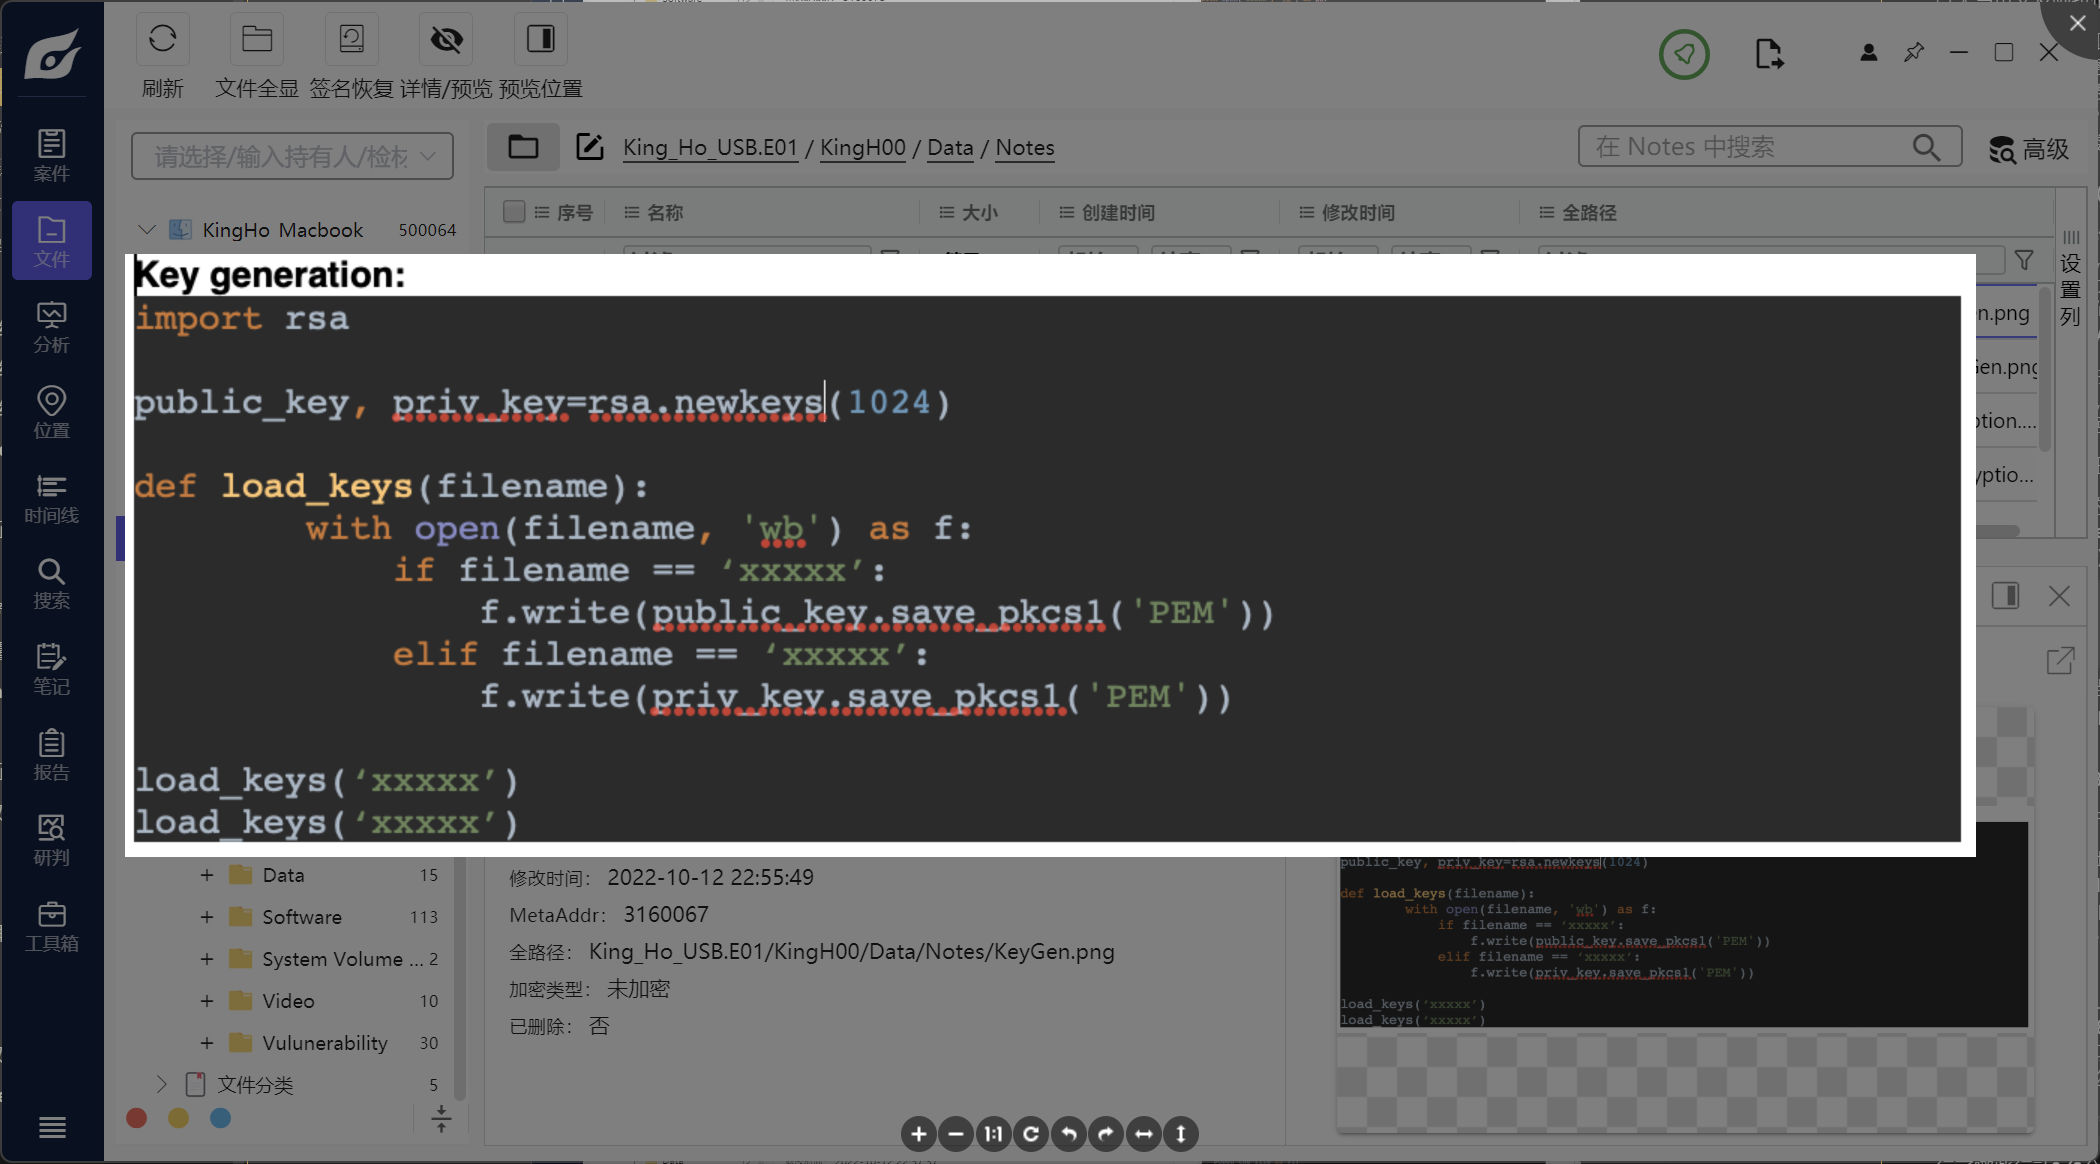 刷新
文件全显
签名恢复
详情/预览
预览位置
案件
文件
分析
位置
时间线
搜索
笔记
报告
研判
工具箱
请选择/输入持有人/检材
King_Ho_USB.E01 / KingH00 / Data / Notes
在 Notes 中搜索
高级
KingHo Macbook 500064
序号
名称
大小
创建时间
修改时间
全路径
设置列
n.png
ption....
yptio...
Key generation:
import rsa
public_key, priv_key=rsa.newkeys(1024)
def load_keys(filename):
with open(filename, 'wb') as f:
if filename == ‘xxxxx’:
f.write(public_key.save_pkcs1('PEM'))
elif filename == ‘xxxxx’:
f.write(priv_key.save_pkcs1('PEM'))
load_keys(‘xxxxx’)
load_keys(‘xxxxx’)
Data 15
Software 113
System Volume ... 2
Video 10
Vulunerability 30
文件分类 5
修改时间: 2022-10-12 22:55:49
MetaAddr: 3160067
全路径: King_Ho_USB.E01/KingH00/Data/Notes/KeyGen.png
加密类型: 未加密
已删除: 否
public_key, priv_key=rsa.newkeys(1024)
def load_keys(filename):
with open(filename, 'wb') as f:
if filename == ‘xxxxx’:
f.write(public_key.save_pkcs1('PEM'))
elif filename == ‘xxxxx’:
f.write(priv_key.save_pkcs1('PEM'))
load_keys(‘xxxxx’)
load_keys(‘xxxxx’)
1:1